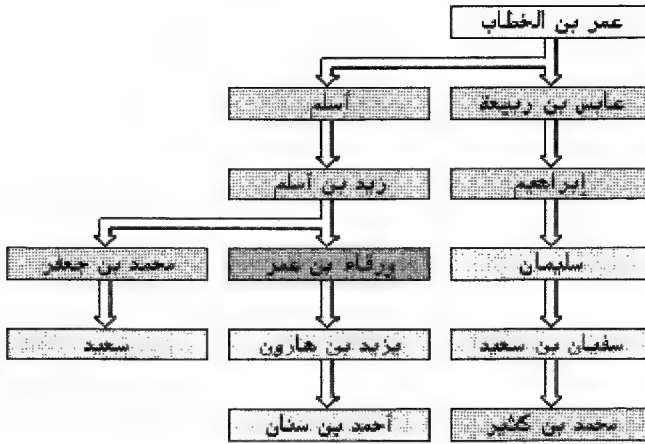 عمر بن الخطاب
عابس بن ربيعة
أسلم
إبراهيم
زيد بن أسلم
سليمان
ورقاء بن عمر
محمد بن جعفر
سفيان بن سعيد
يزيد بن هارون
سعيد
محمد بن كثير
أحمد بن سنان